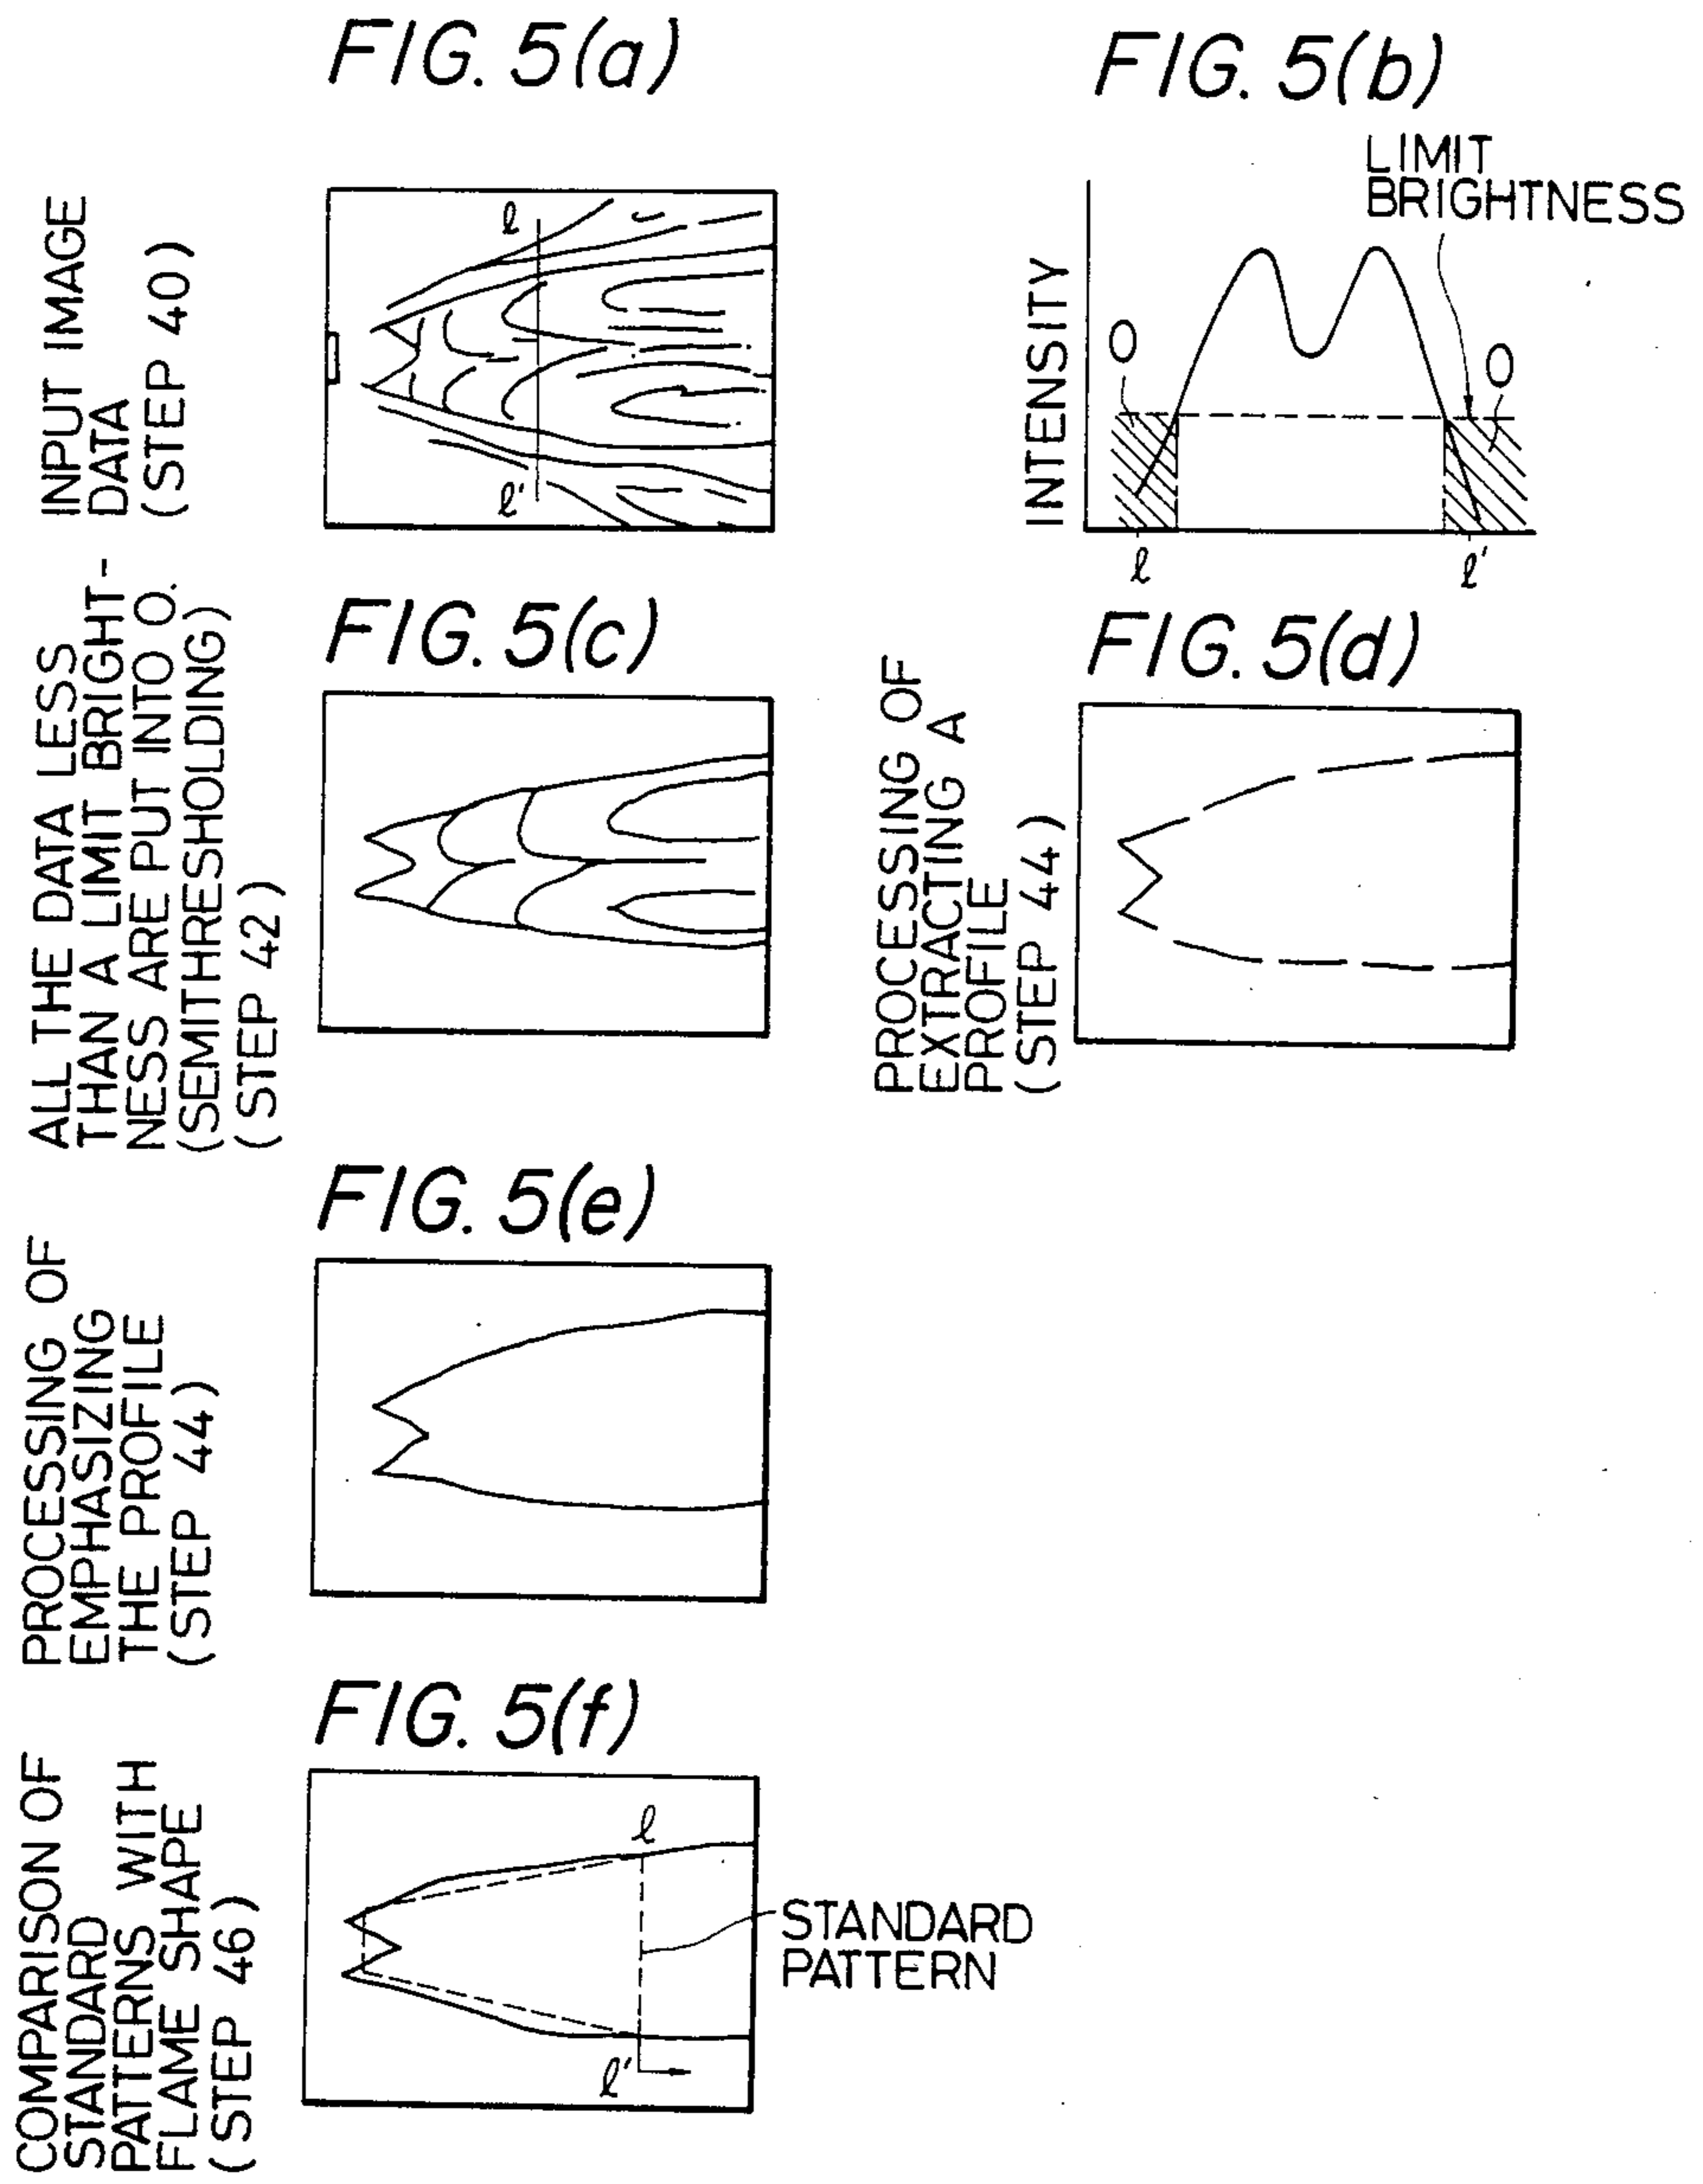 FIG. 5(a)
INPUT IMAGE
DATA
(STEP 40)
l
l'
FIG. 5(b)
LIMIT
BRIGHTNESS
INTENSITY
0
0
l
l'
FIG. 5(c)
ALL THE DATA LESS
THAN A LIMIT BRIGHT-
NESS ARE PUT INTO 0.
(SEMITHRESHOLDING)
(STEP 42)
FIG. 5(d)
PROCESSING OF
EXTRACTING A
PROFILE
(STEP 44)
FIG. 5(e)
PROCESSING OF
EMPHASIZING
THE PROFILE
(STEP 44)
FIG. 5(f)
COMPARISON OF
STANDARD
PATTERNS WITH
FLAME SHAPE
(STEP 46)
l
l'
STANDARD
PATTERN